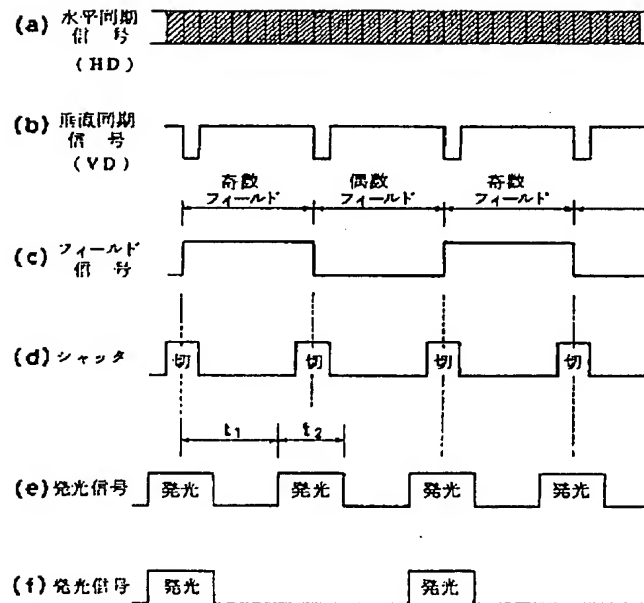 (a) 水平同期
信号
(HD)
(b) 垂直同期
信号
(VD)
奇数
フィールド
偶数
フィールド
奇数
フィールド
(c) フィールド
信号
(d) シャッタ
切
切
切
切
t₁
t₂
(e) 発光信号
発光
発光
発光
発光
(f) 発光信号
発光
発光